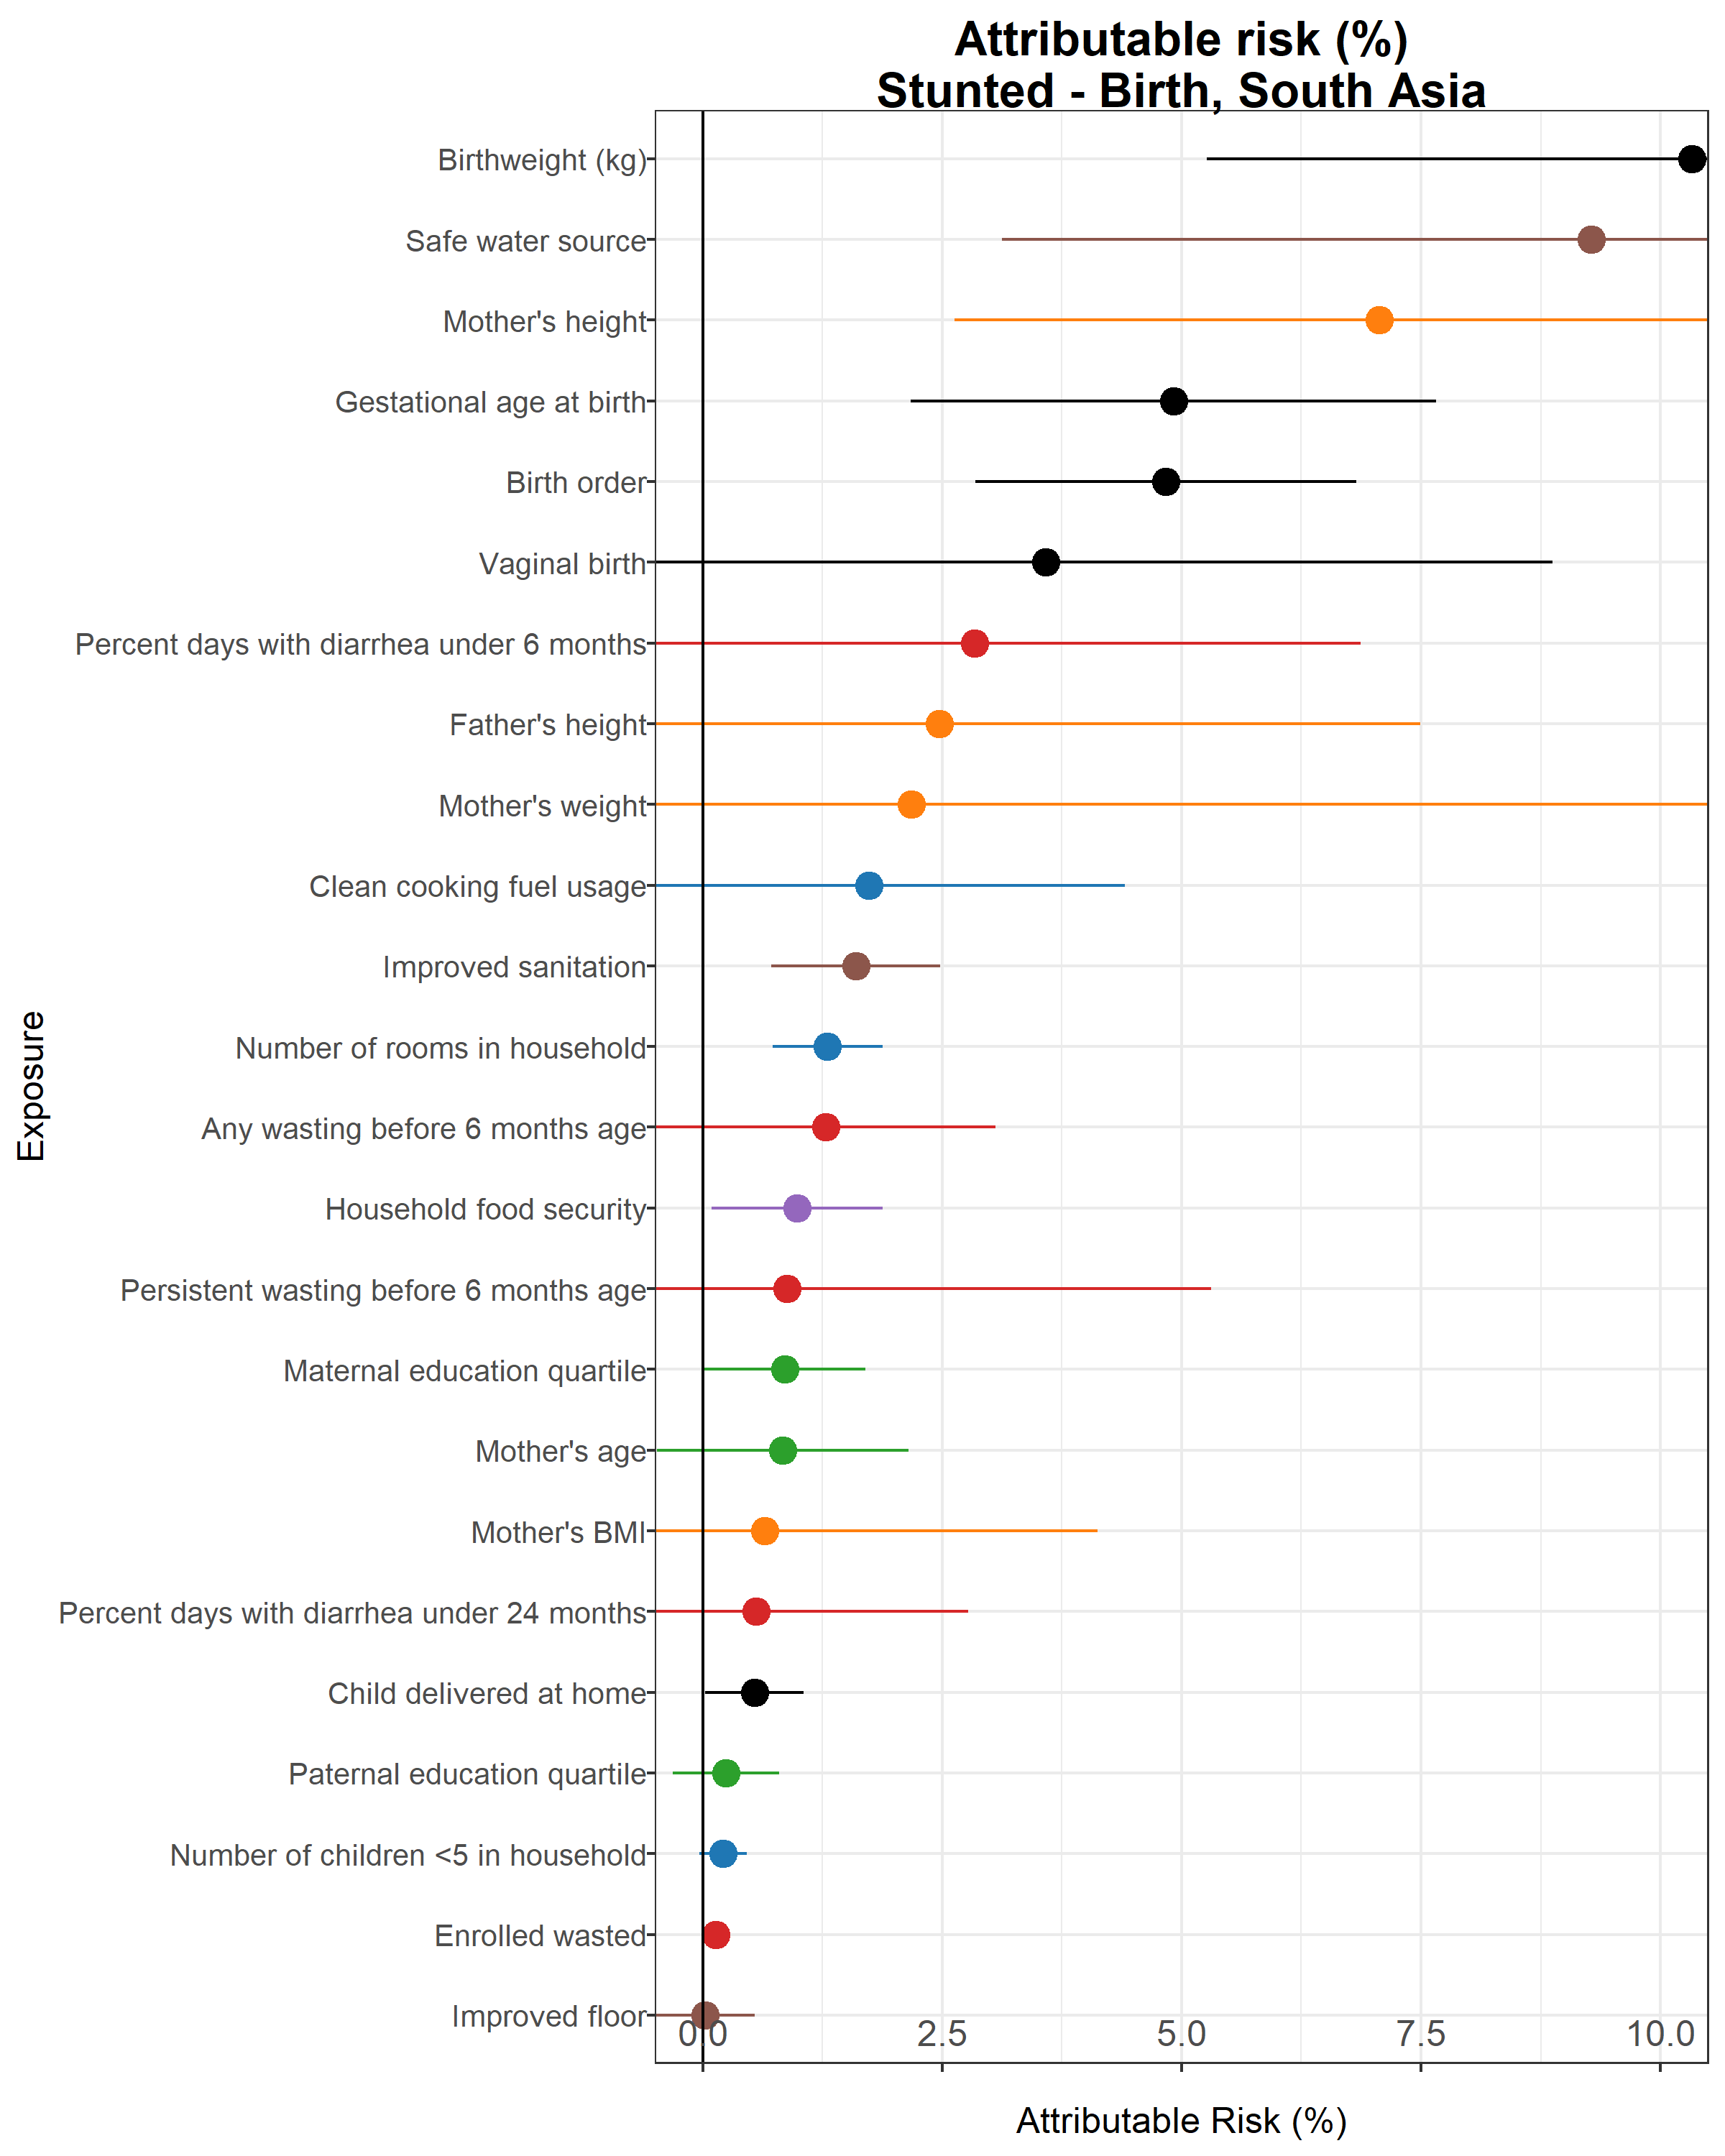 Attributable risk (%)
Stunted - Birth, South Asia
Birthweight (kg)
Safe water source
Mother's height
Gestational age at birth
Birth order
Vaginal birth
Percent days with diarrhea under 6 months
Father's height
Mother's weight
Clean cooking fuel usage
Improved sanitation
Number of rooms in household
Any wasting before 6 months age
Household food security
Persistent wasting before 6 months age
Maternal education quartile
Mother's age
Mother's BMI
Percent days with diarrhea under 24 months
Child delivered at home
Paternal education quartile
Number of children <5 in household
Enrolled wasted
Improved floor
Exposure
0.0 2.5 5.0 7.5 10.0
Attributable Risk (%)